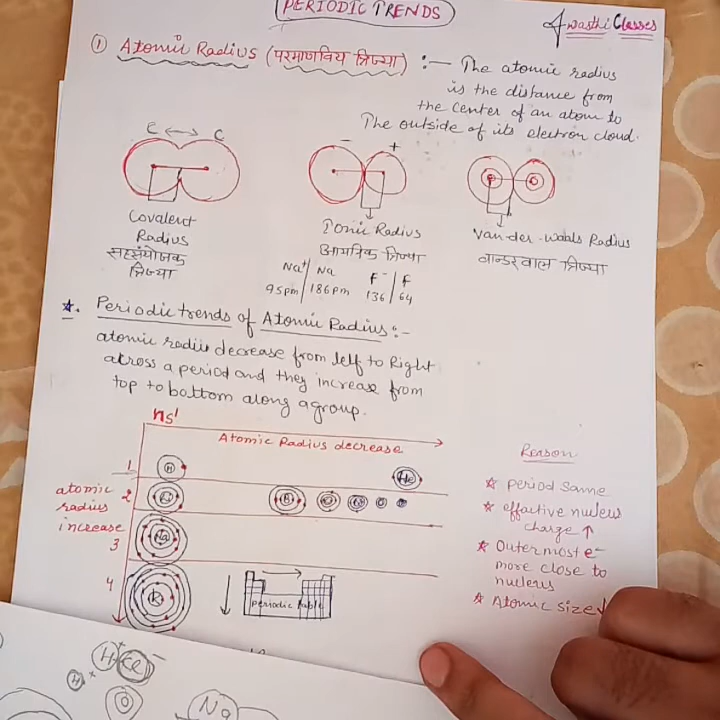 PERIODIC TRENDS
Awasthi Classes
① Atomic Radius (परमाणविय त्रिज्या) :— The atomic radius
is the distance from
the center of an atom to
The outside of its electron cloud.
C ↔ C
- +
Covalent
Radius
सहसंयोजक
त्रिज्या
Ionic Radius
आयनिक त्रिज्या
Na⁺ | Na F⁻ | F
95pm | 186pm 136 | 64
Van der-waals Radius
वान्डरवाल त्रिज्या
*. Periodic trends of Atomic Radius:-
atomic radii decrease from left to Right
across a period and they increase from
top to bottom along a group.
ns¹
Atomic Radius decrease
atomic
radius
increase
1 H He
2
3 Na
4 K
periodic table
Reason
* period same
* effective nucleus
charge ↑
* Outermost e-
more close to
nucleus
* Atomic size ↓
H⁺ Cl⁻
H⁺
Na